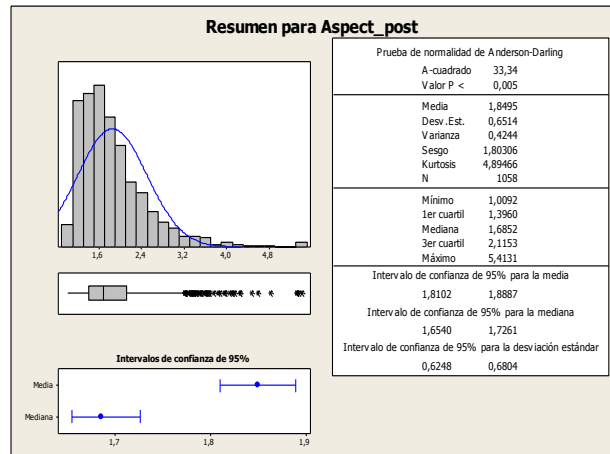 Resumen para Aspect_post
1,6 2,4 3,2 4,0 4,8
Intervalos de confianza de 95%
Media
Mediana
1,7 1,8 1,9
Prueba de normalidad de Anderson-Darling
A-cuadrado 33,34
Valor P < 0,005
Media 1,8495
Desv.Est. 0,6514
Varianza 0,4244
Sesgo 1,80306
Kurtosis 4,89466
N 1058
Mínimo 1,0092
1er cuartil 1,3960
Mediana 1,6852
3er cuartil 2,1153
Máximo 5,4131
Intervalo de confianza de 95% para la media
1,8102 1,8887
Intervalo de confianza de 95% para la mediana
1,6540 1,7261
Intervalo de confianza de 95% para la desviación estándar
0,6248 0,6804